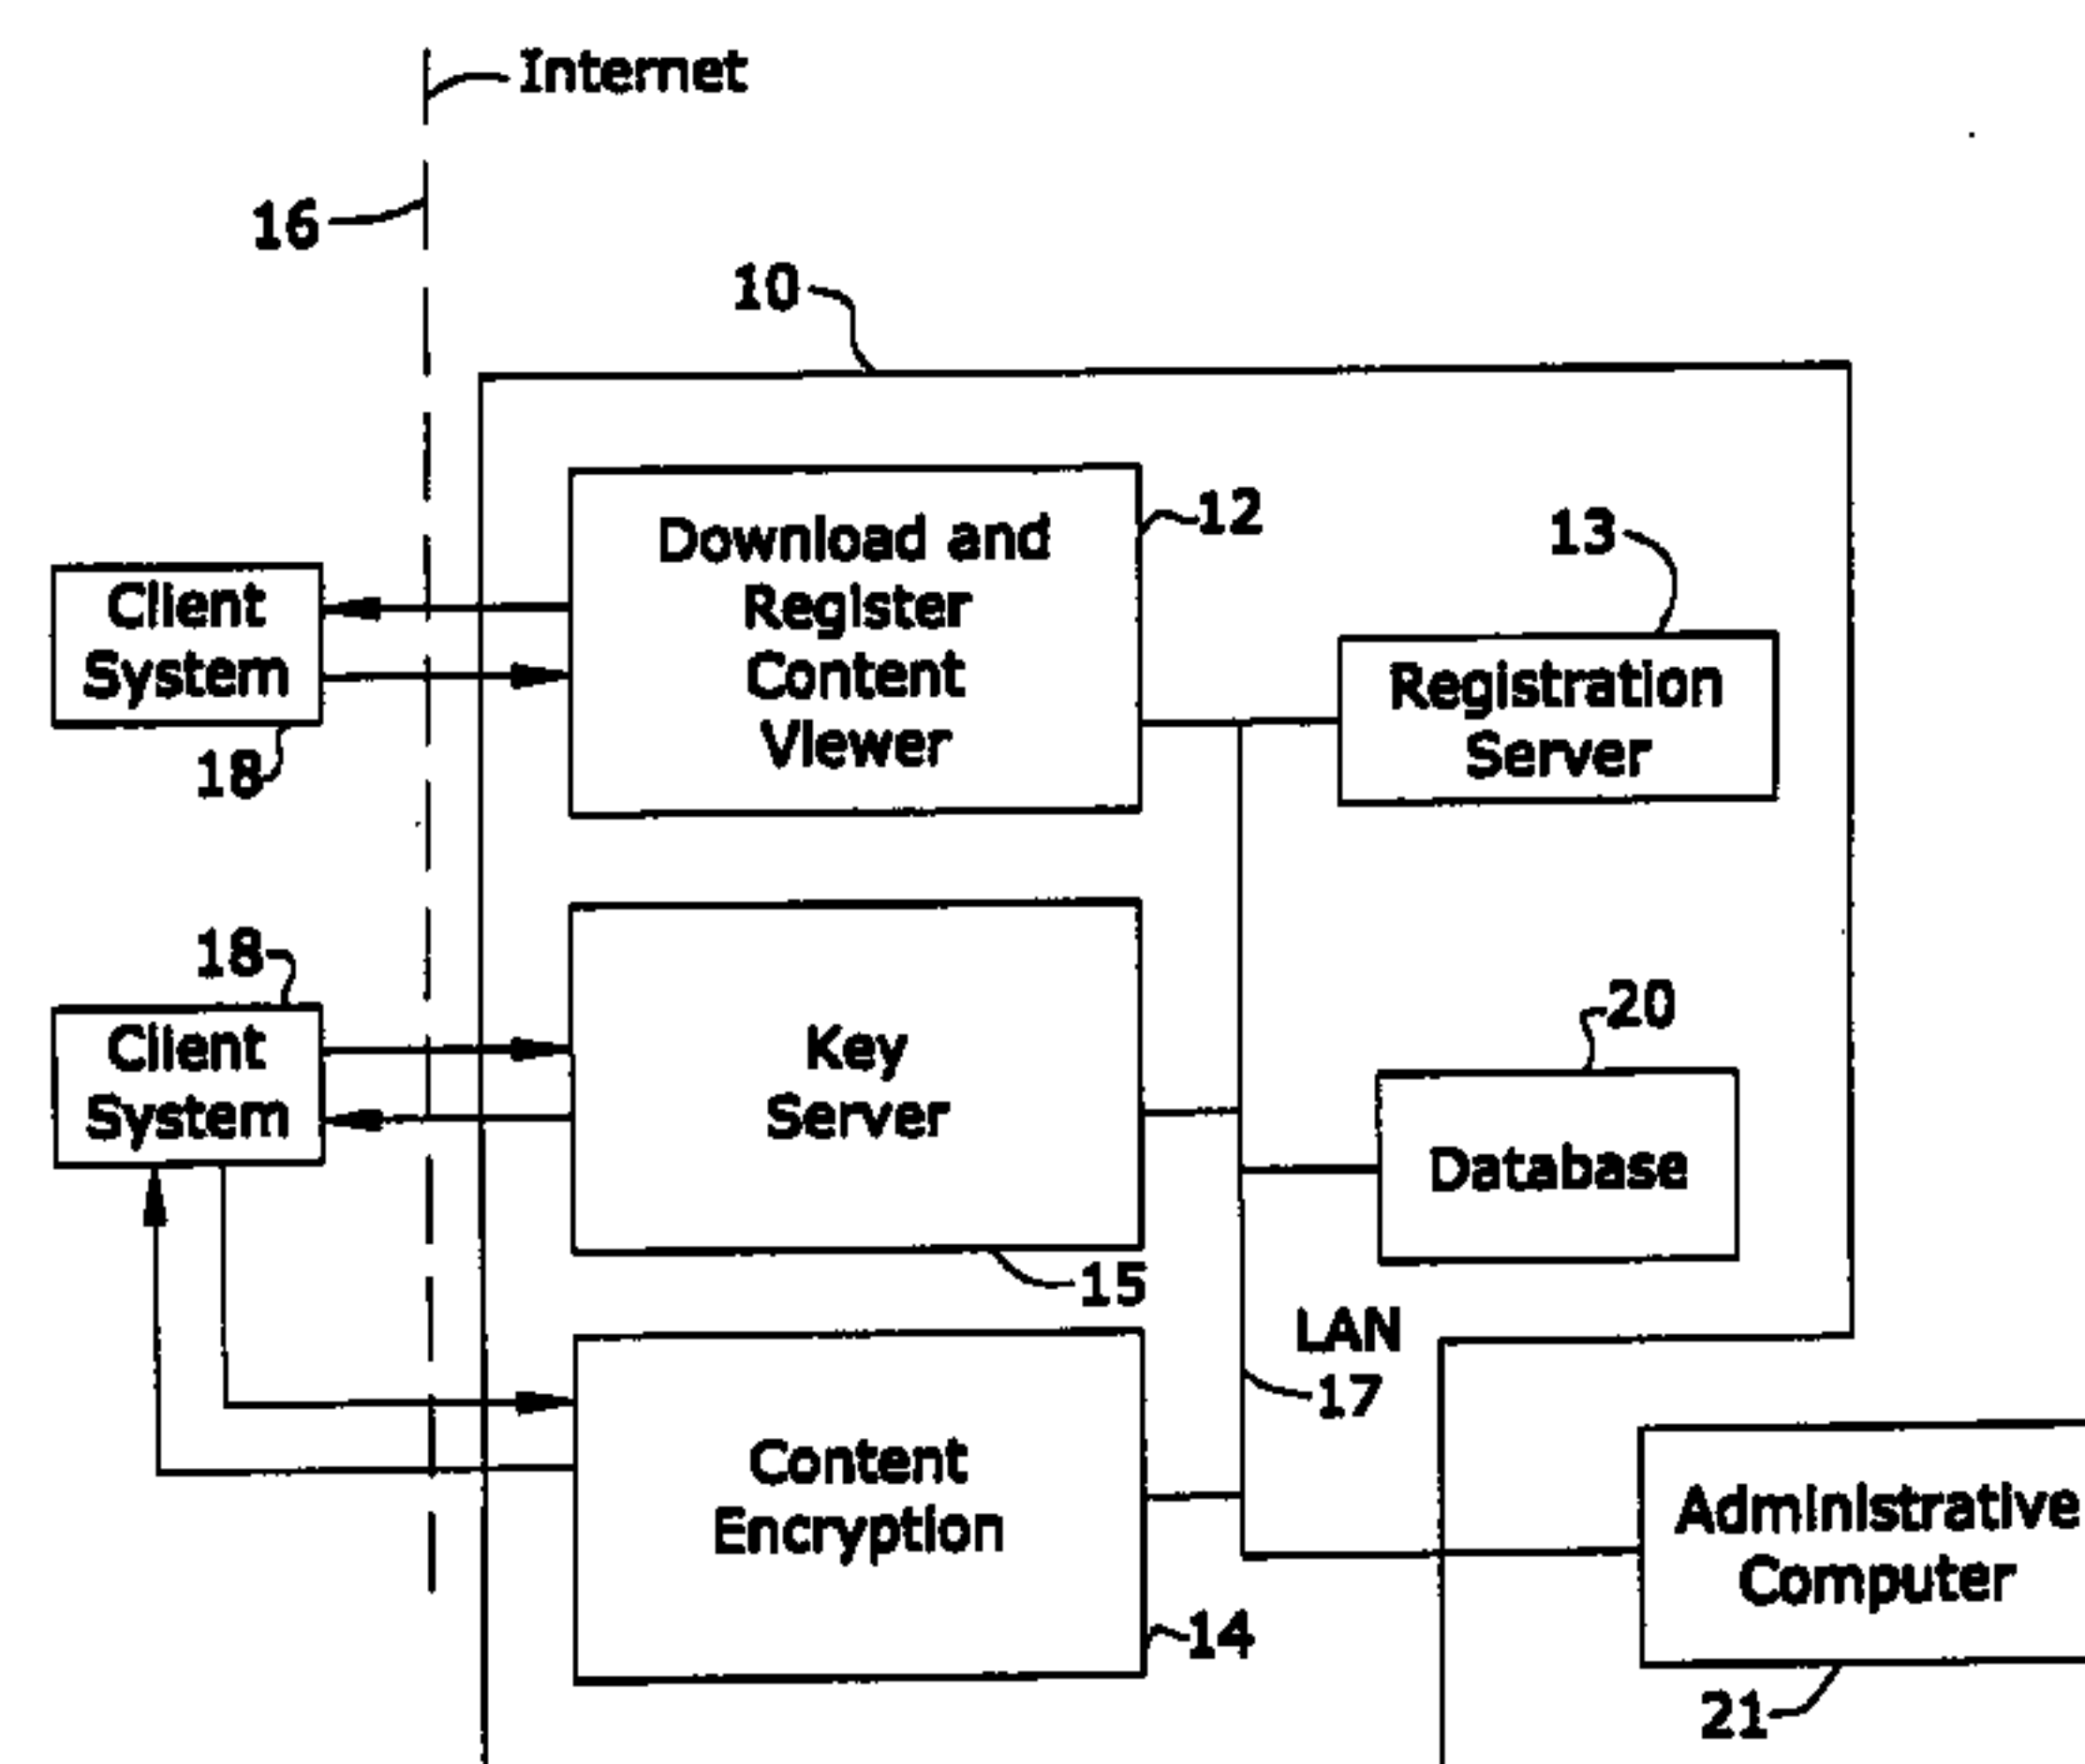 Internet
16
10
Download and
Register
Content
Viewer
12
13
Client
System
18
Registration
Server
18
Client
System
Key
Server
15
20
Database
LAN
17
Content
Encryption
14
Administrative
Computer
21